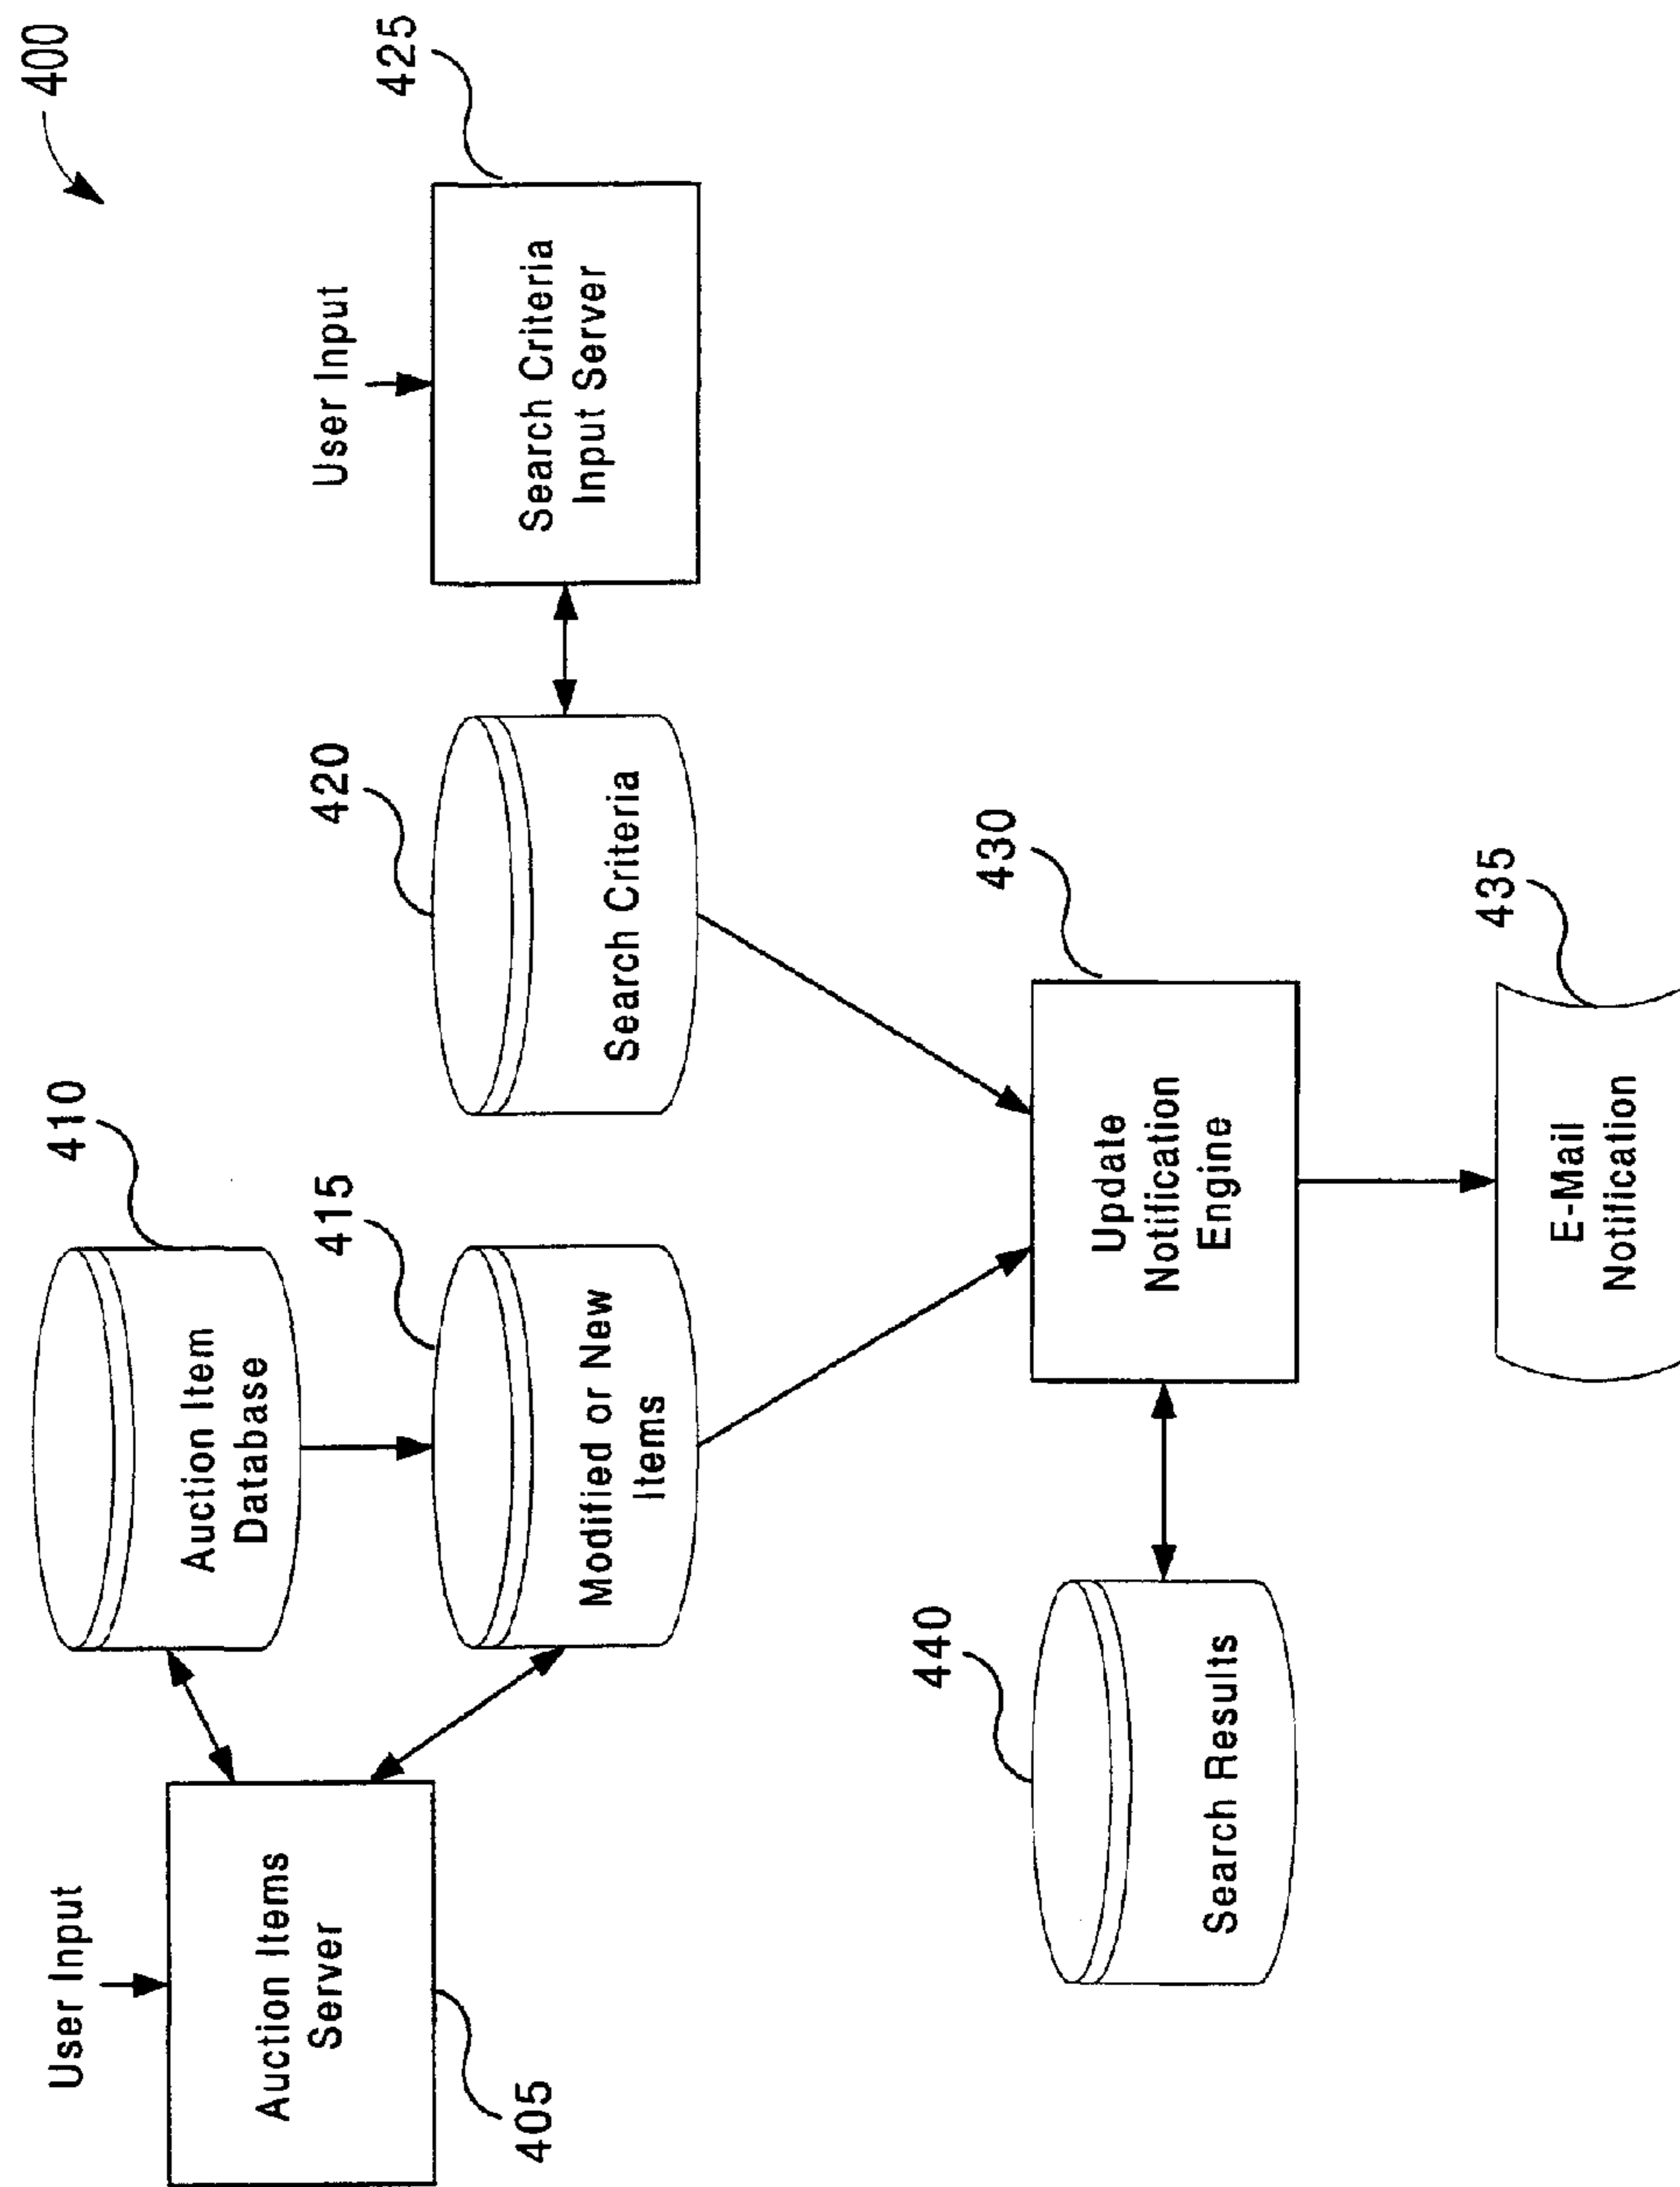 400
User Input
Auction Items
Server
405
410
Auction Item
Database
415
Modified or New
Items
420
Search Criteria
User Input
425
Search Criteria
Input Server
430
Update
Notification
Engine
440
Search Results
435
E-Mail
Notification